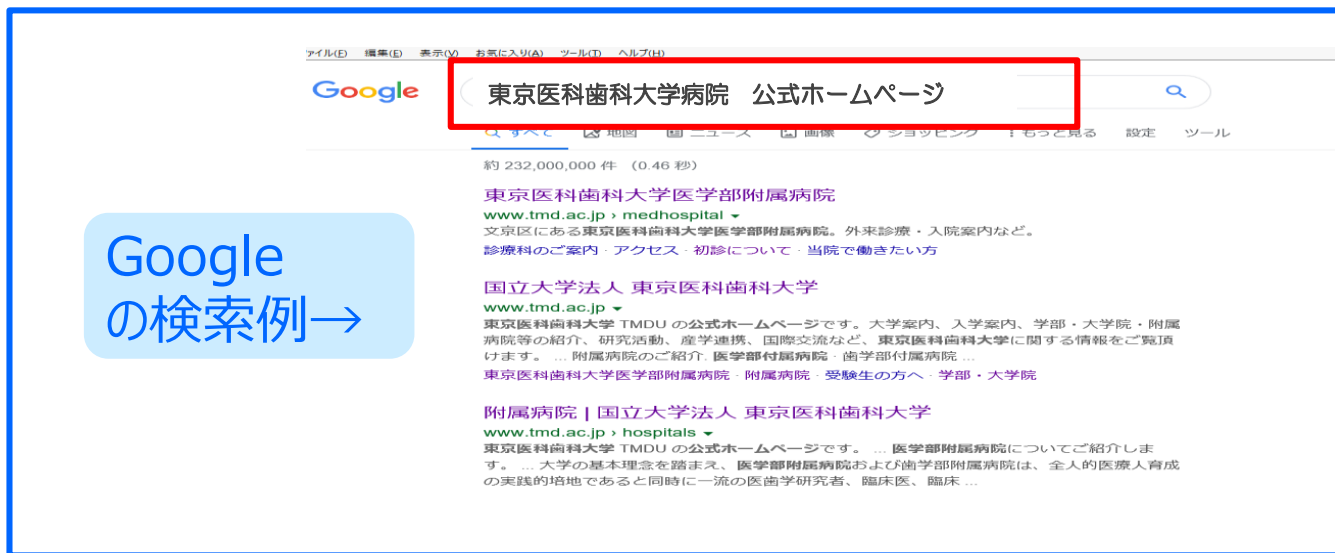 ァイル(F) 編集(E) 表示(V) お気に入り(A) ツール(T) ヘルプ(H)
Google
東京医科歯科大学病院　公式ホームページ
すべて 地図 ニュース 画像 ショッピング もっと見る 設定 ツール
約 232,000,000 件 （0.46 秒）
東京医科歯科大学医学部附属病院
www.tmd.ac.jp › medhospital
文京区にある東京医科歯科大学医学部附属病院。外来診療・入院案内など。
診療科のご案内 · アクセス · 初診について · 当院で働きたい方
Google
の検索例→
国立大学法人 東京医科歯科大学
www.tmd.ac.jp
東京医科歯科大学 TMDU の公式ホームページです。大学案内、入学案内、学部・大学院・附属
病院等の紹介、研究活動、産学連携、国際交流など、東京医科歯科大学に関する情報をご覧頂
けます。 ... 附属病院のご紹介. 医学部付属病院 · 歯学部付属病院 ...
東京医科歯科大学医学部附属病院 · 附属病院 · 受験生の方へ · 学部・大学院
附属病院 | 国立大学法人 東京医科歯科大学
www.tmd.ac.jp › hospitals
東京医科歯科大学 TMDU の公式ホームページです。 ... 医学部附属病院についてご紹介しま
す。 ... 大学の基本理念を踏まえ、医学部附属病院および歯学部附属病院は、全人的医療人育成
の実践的培地であると同時に一流の医歯学研究者、臨床医、臨床 ...